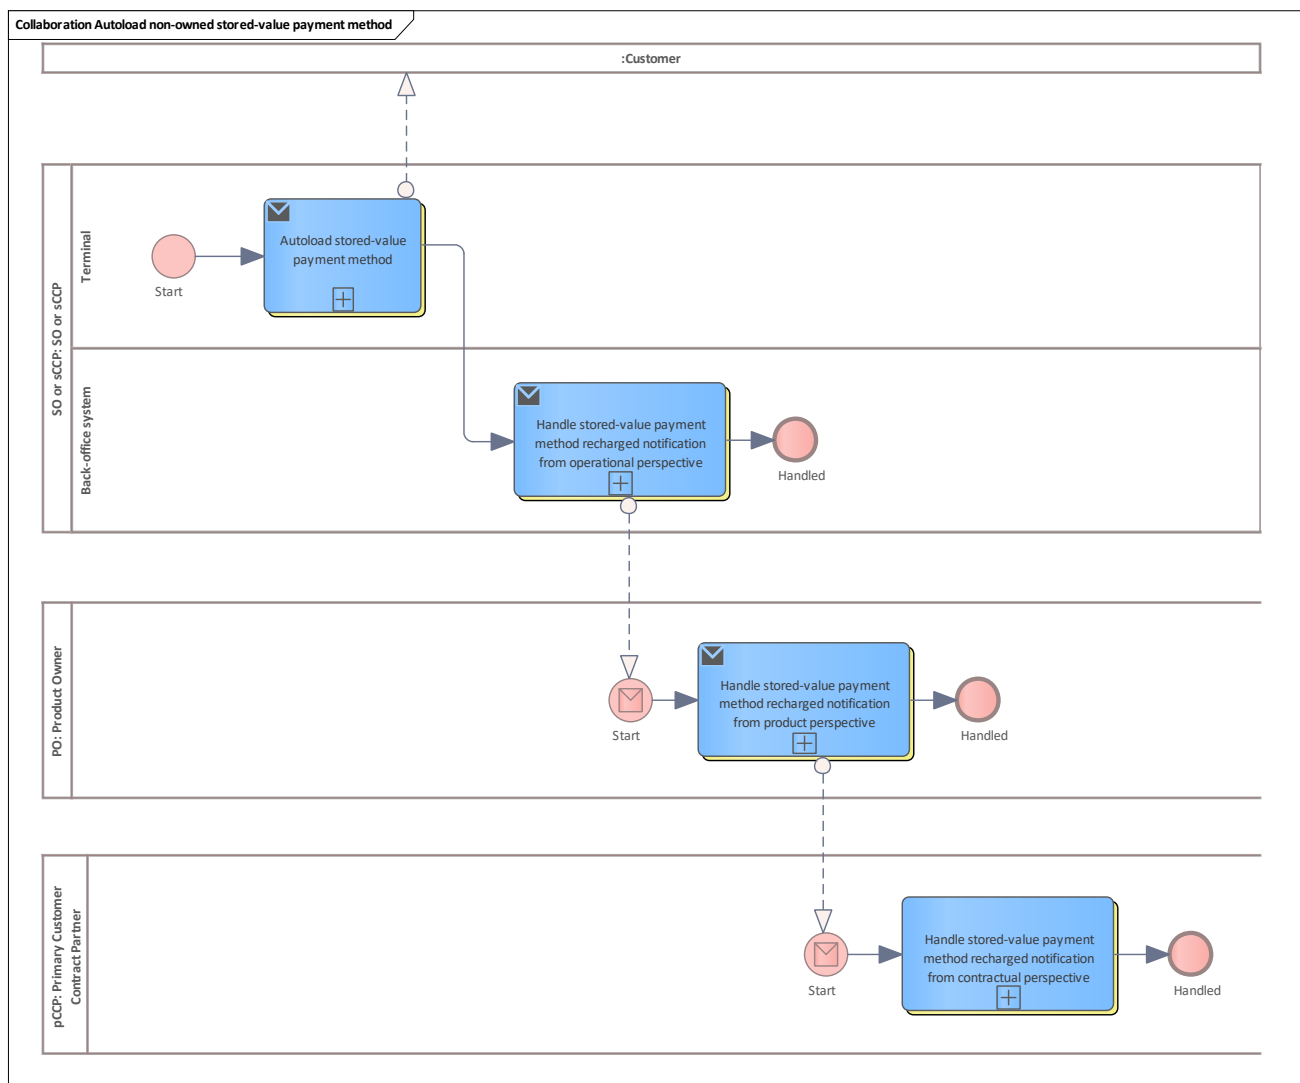 Collaboration Autoload non-owned stored-value payment method
:Customer
SO or sCCP: SO or sCCP
Terminal
Autoload stored-value
payment method
Start
Back-office system
Handle stored-value payment
method recharged notification
from operational perspective
Handled
PO: Product Owner
Start
Handle stored-value payment
method recharged notification
from product perspective
Handled
pCCP: Primary Customer
Contract Partner
Start
Handle stored-value payment
method recharged notification
from contractual perspective
Handled